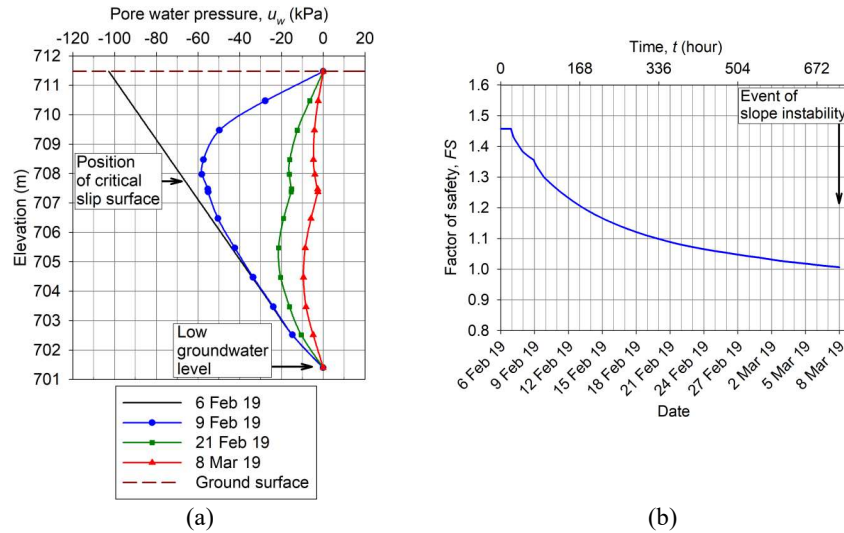 Pore water pressure, u_w (kPa)
-120 -100 -80 -60 -40 -20 0 20
Elevation (m)
712
711
710
709
708
707
706
705
704
703
702
701
Position
of critical
slip surface
Low
groundwater
level
6 Feb 19
9 Feb 19
21 Feb 19
8 Mar 19
Ground surface
(a)
Time, t (hour)
0 168 336 504 672
Factor of safety, FS
1.6
1.5
1.4
1.3
1.2
1.1
1.0
0.9
0.8
Event of
slope instability
6 Feb 19
9 Feb 19
12 Feb 19
15 Feb 19
18 Feb 19
21 Feb 19
24 Feb 19
27 Feb 19
2 Mar 19
5 Mar 19
8 Mar 19
Date
(b)